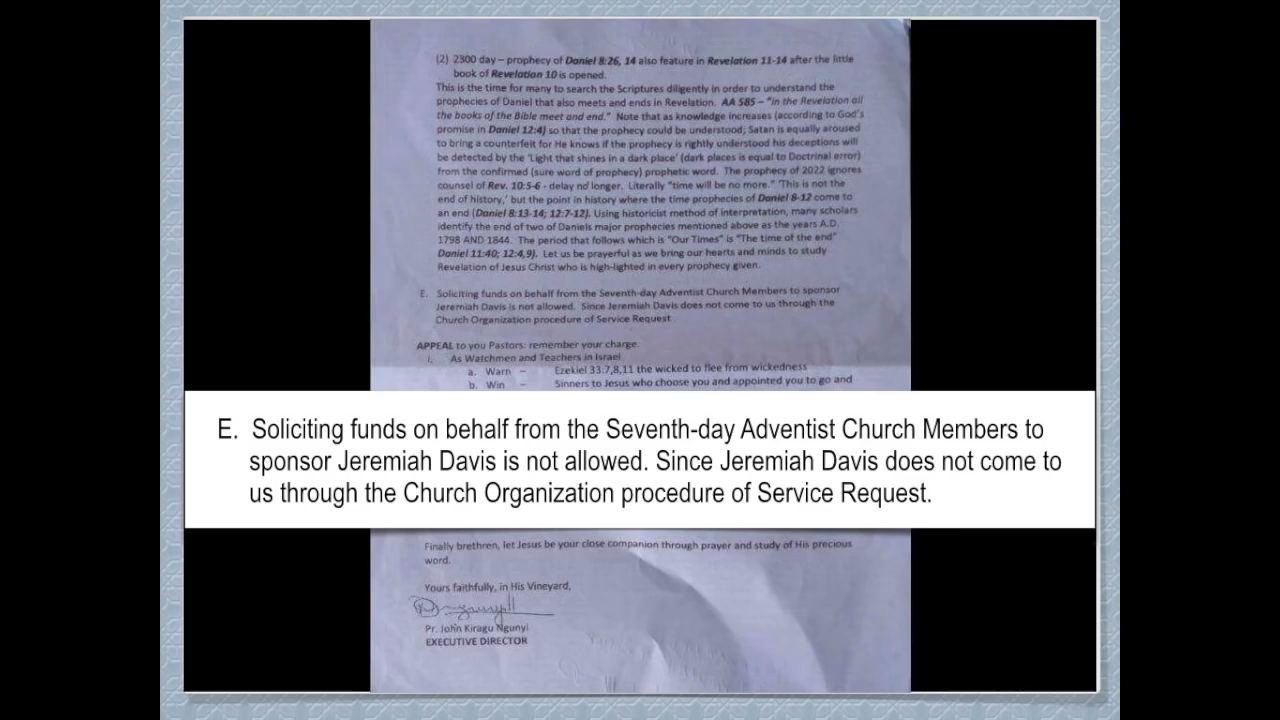 (2) 2300 day – prophecy of Daniel 8:26, 14 also feature in Revelation 11-14 after the little
book of Revelation 10 is opened.
This is the time for many to search the Scriptures diligently in order to understand the
prophecies of Daniel that also meets and ends in Revelation. AA 585 – "In the Revelation all
the books of the Bible meet and end." Note that as knowledge increases (according to God's
promise in Daniel 12:4) so that the prophecy could be understood; Satan is equally aroused
to bring a counterfeit for He knows if the prophecy is rightly understood his deceptions will
be detected by the 'Light that shines in a dark place' (dark places is equal to Doctrinal error)
from the confirmed (sure word of prophecy) prophetic word. The prophecy of 2022 ignores
counsel of Rev. 10:5-6 - delay no longer. Literally "time will be no more." 'This is not the
end of history,' but the point in history where the time prophecies of Daniel 8-12 come to
an end (Daniel 8:13-14; 12:7-12). Using historicist method of interpretation, many scholars
identify the end of two of Daniels major prophecies mentioned above as the years A.D.
1798 AND 1844. The period that follows which is "Our Times" is "The time of the end"
Daniel 11:40; 12:4,9). Let us be prayerful as we bring our hearts and minds to study
Revelation of Jesus Christ who is high-lighted in every prophecy given.
E. Soliciting funds on behalf from the Seventh-day Adventist Church Members to sponsor
Jeremiah Davis is not allowed. Since Jeremiah Davis does not come to us through the
Church Organization procedure of Service Request
APPEAL to you Pastors: remember your charge.
i. As Watchmen and Teachers in Israel
a. Warn – Ezekiel 33:7,8,11 the wicked to flee from wickedness
b. Win – Sinners to Jesus who choose you and appointed you to go and
E. Soliciting funds on behalf from the Seventh-day Adventist Church Members to
sponsor Jeremiah Davis is not allowed. Since Jeremiah Davis does not come to
us through the Church Organization procedure of Service Request.
Finally brethren, let Jesus be your close companion through prayer and study of His precious
word.
Yours faithfully, in His Vineyard,
Pr. John Kiragu Ngunyi
EXECUTIVE DIRECTOR